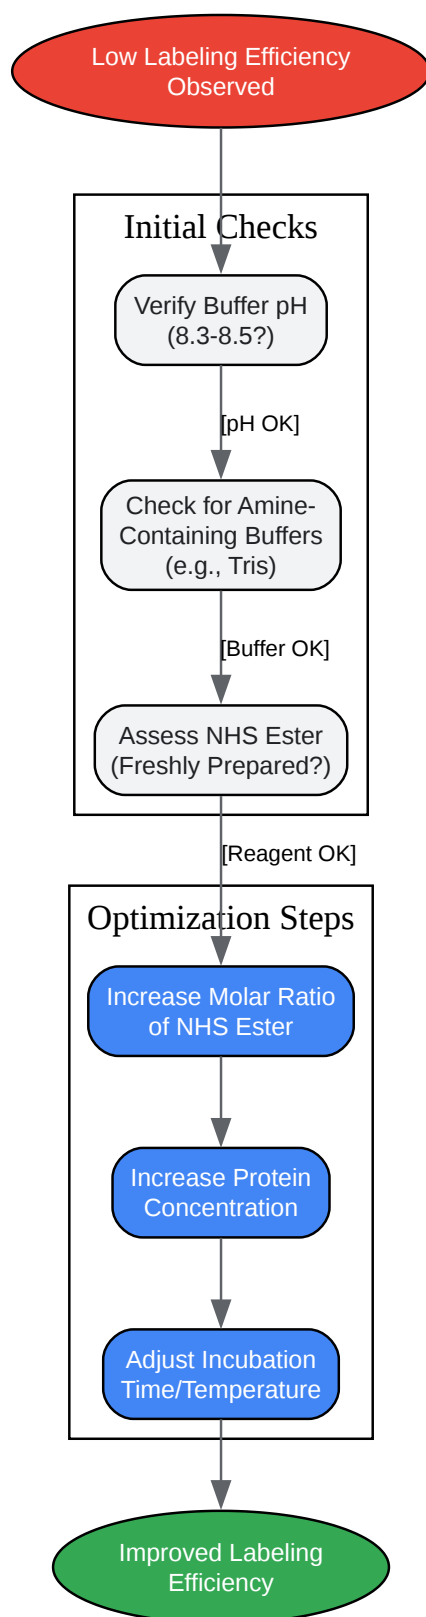 Low Labeling Efficiency
Observed
Initial Checks
Verify Buffer pH
(8.3-8.5?)
[pH OK]
Check for Amine-
Containing Buffers
(e.g., Tris)
[Buffer OK]
Assess NHS Ester
(Freshly Prepared?)
[Reagent OK]
Optimization Steps
Increase Molar Ratio
of NHS Ester
Increase Protein
Concentration
Adjust Incubation
Time/Temperature
Improved Labeling
Efficiency